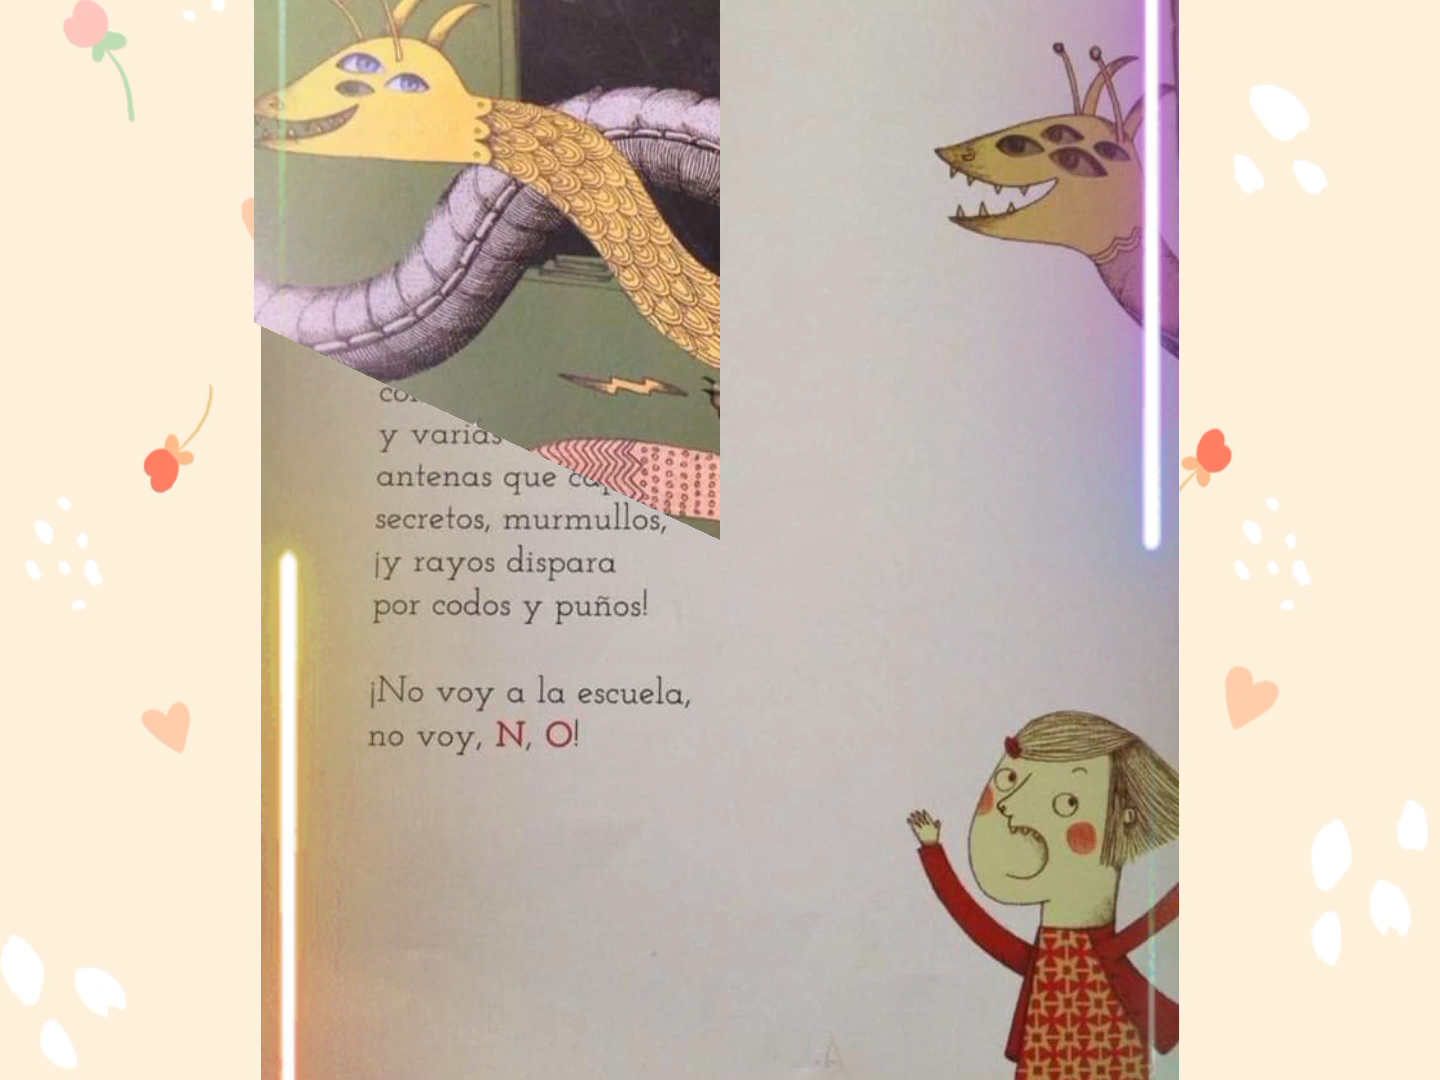 y varias
antenas que
secretos, murmullos,
¡y rayos dispara
por codos y puños!
¡No voy a la escuela,
no voy, N, O!